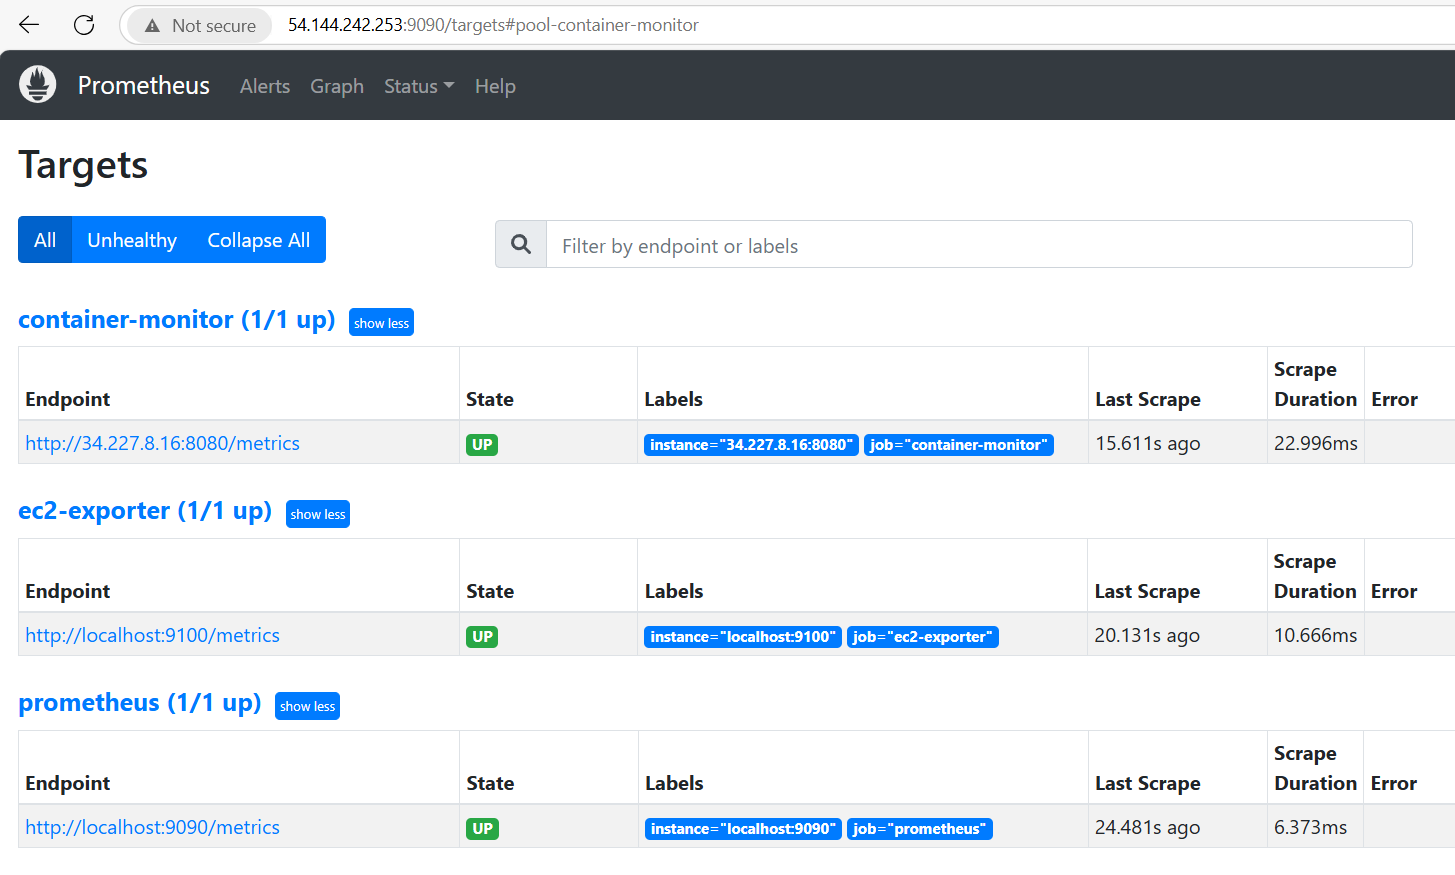 Not secure 54.144.242.253:9090/targets#pool-container-monitor
Prometheus Alerts Graph Status Help
Targets
All Unhealthy Collapse All Filter by endpoint or labels
container-monitor (1/1 up) show less
Endpoint State Labels Last Scrape Scrape Duration Error
http://34.227.8.16:8080/metrics UP instance="34.227.8.16:8080" job="container-monitor" 15.611s ago 22.996ms
ec2-exporter (1/1 up) show less
Endpoint State Labels Last Scrape Scrape Duration Error
http://localhost:9100/metrics UP instance="localhost:9100" job="ec2-exporter" 20.131s ago 10.666ms
prometheus (1/1 up) show less
Endpoint State Labels Last Scrape Scrape Duration Error
http://localhost:9090/metrics UP instance="localhost:9090" job="prometheus" 24.481s ago 6.373ms